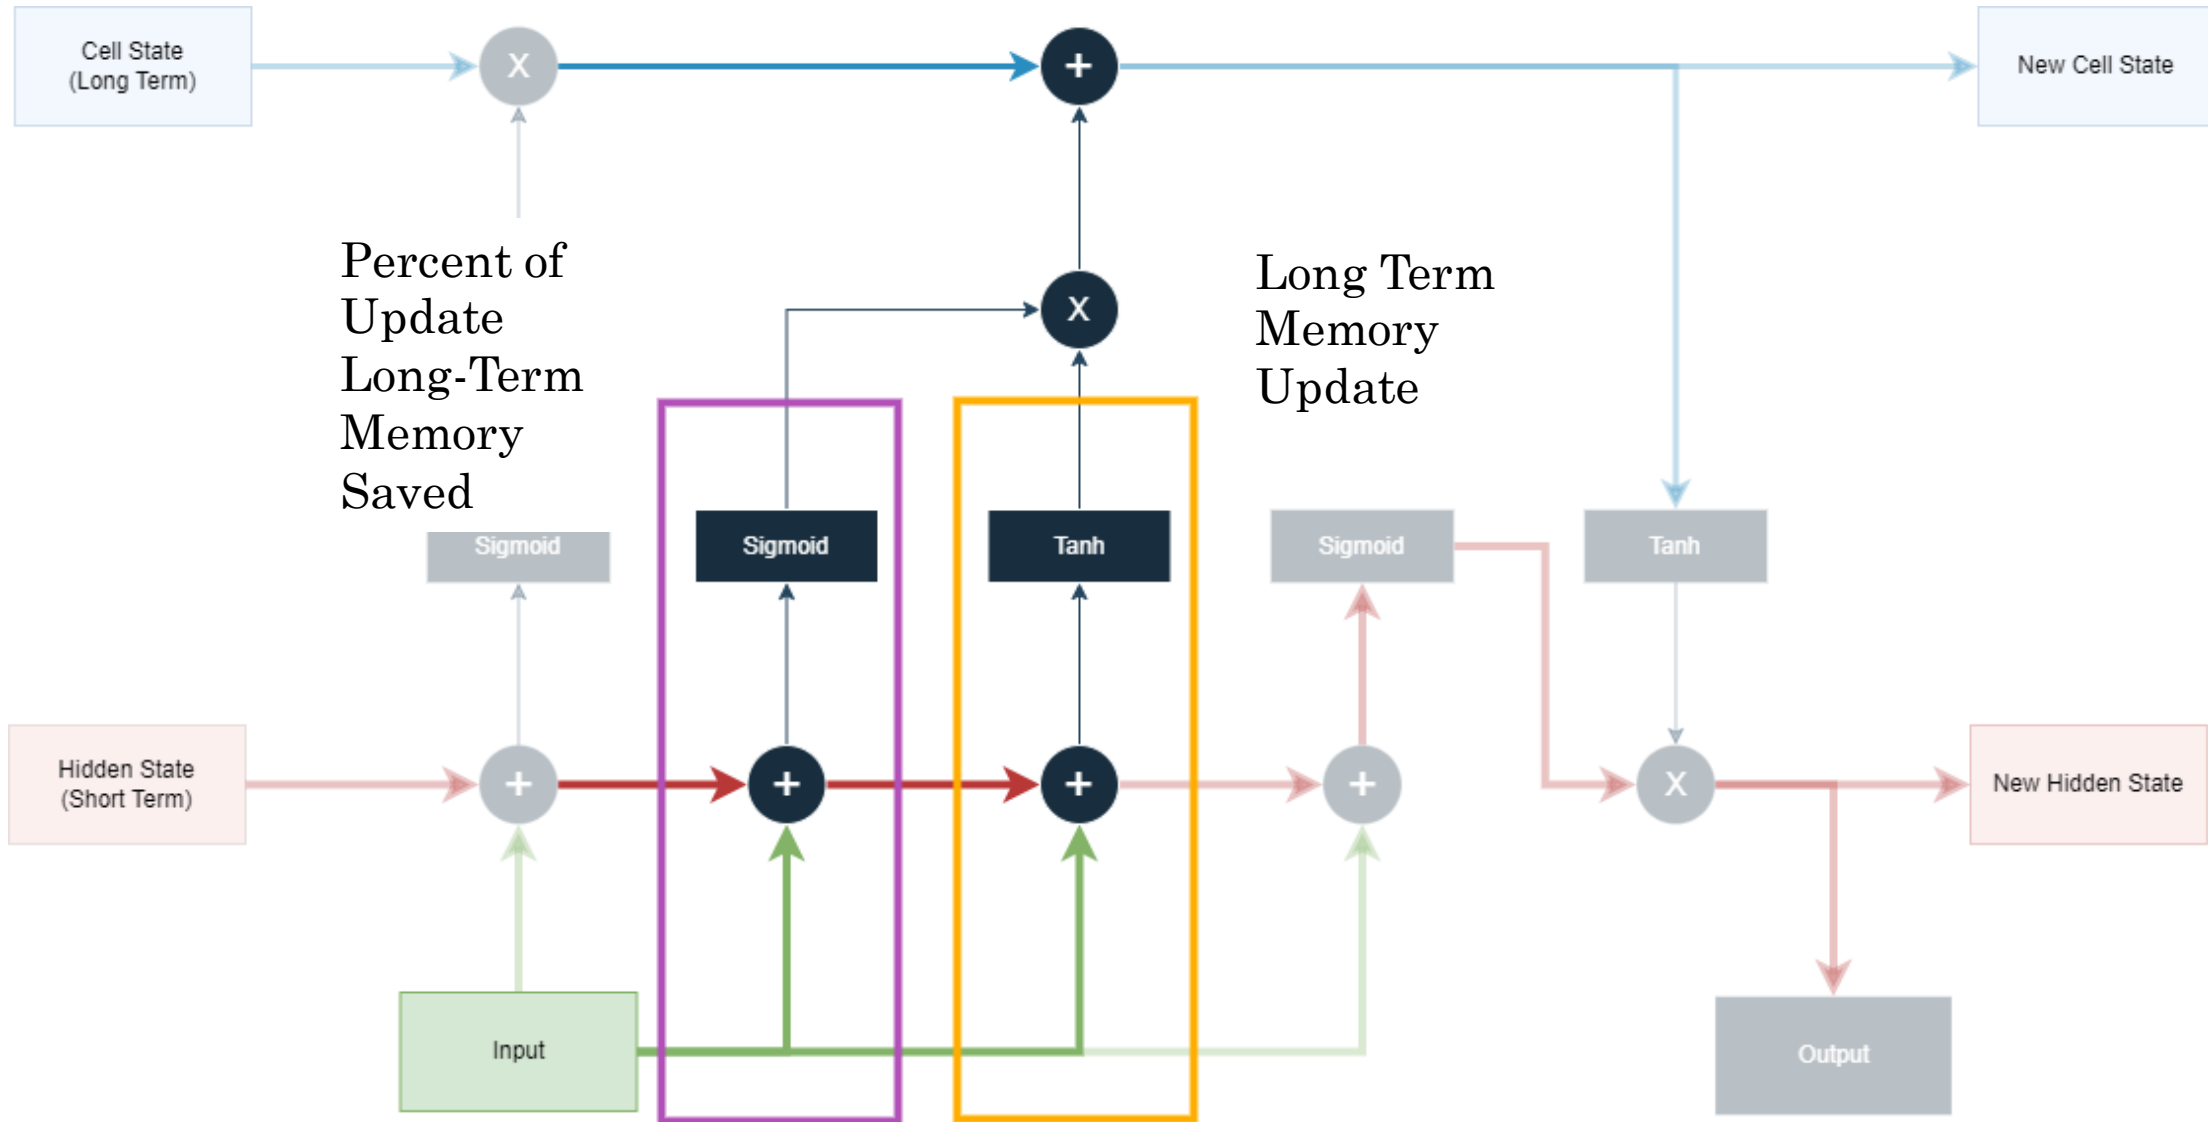 Cell State
(Long Term)
X
+
New Cell State
Percent of
Update
Long-Term
Memory
Saved
X
Long Term
Memory
Update
Sigmoid
Sigmoid
Tanh
Sigmoid
Tanh
Hidden State
(Short Term)
+
+
+
+
X
New Hidden State
Input
Output